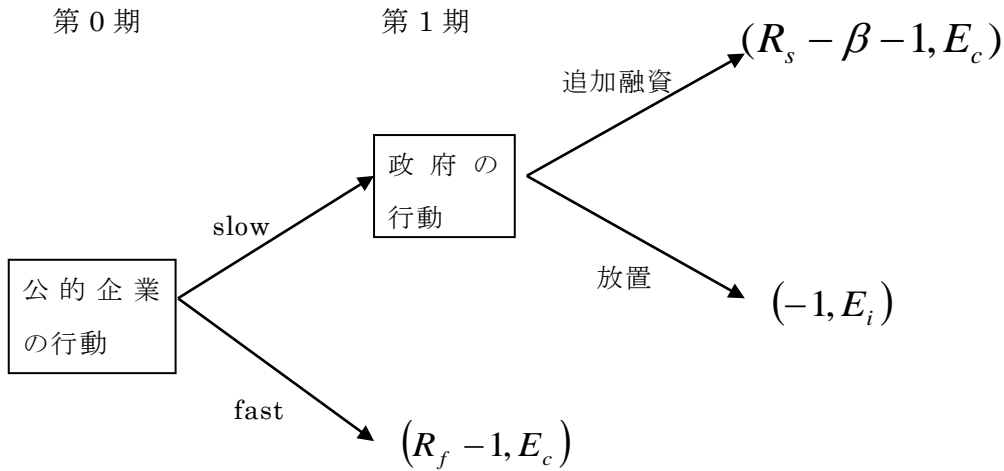 第 0 期
第 1 期
(R_s − β − 1, E_c)
追加融資
政府の
行動
slow
放置
(−1, E_i)
公的企業
の行動
fast
(R_f − 1, E_c)